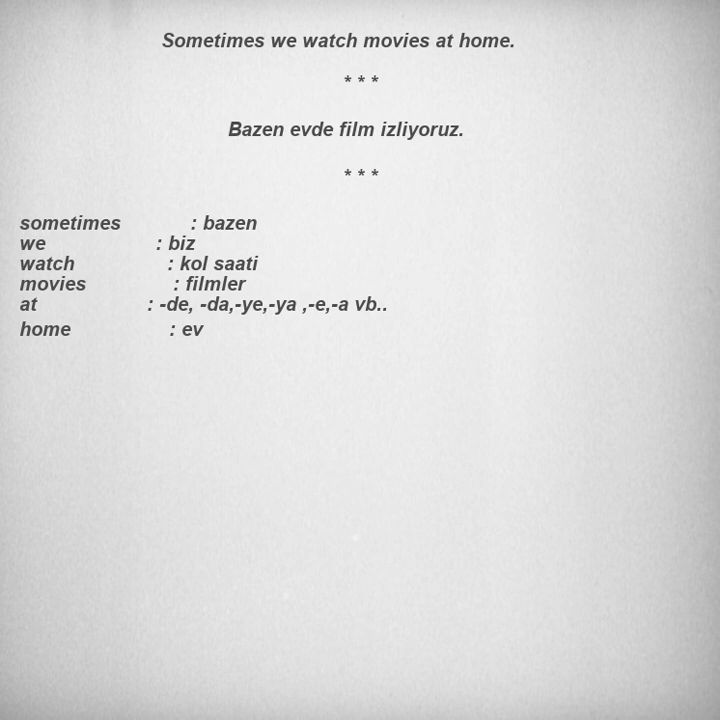 Sometimes we watch movies at home.
* * *
Bazen evde film izliyoruz.
* * *
sometimes : bazen
we : biz
watch : kol saati
movies : filmler
at : -de, -da,-ye,-ya ,-e,-a vb..
home : ev